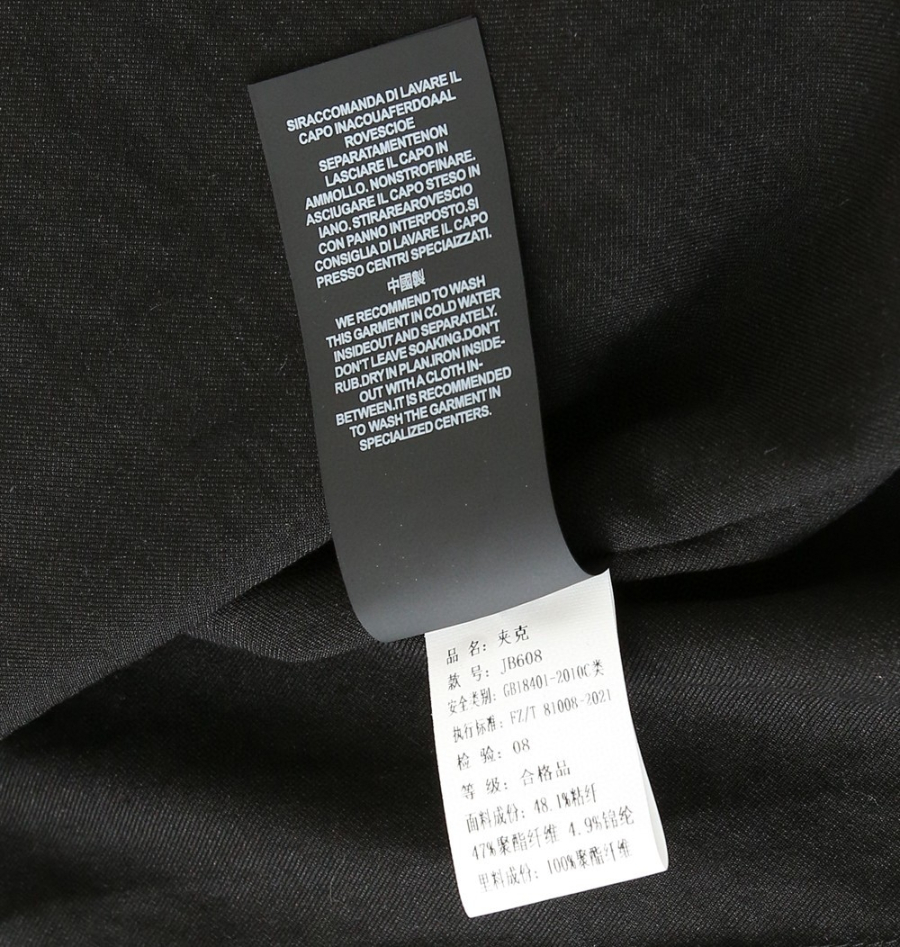 SIRACCOMANDA DI LAVARE IL
CAPO INACOUAFERDOAAL
ROVESCIOE
SEPARATAMENTENON
LASCIARE IL CAPO IN
AMMOLLO. NONSTROFINARE.
ASCIUGARE IL CAPO STESO IN
IANO. STIRAREAROVESCIO
CON PANNO INTERPOSTO.SI
CONSIGLIA DI LAVARE IL CAPO
PRESSO CENTRI SPECIAIZZATI.
中國製
WE RECOMMEND TO WASH
THIS GARMENT IN COLD WATER
INSIDEOUT AND SEPARATELY.
DON'T LEAVE SOAKING.DON'T
RUB.DRY IN PLAN.IRON INSIDE-
OUT WITH A CLOTH IN-
BETWEEN.IT IS RECOMMENDED
TO WASH THE GARMENT IN
SPECIALIZED CENTERS.
品 名: 夹克
款 号: JB608
安全类别: GB18401-2010C类
执行标准: FZ/T 81008-2021
检 验: 08
等 级: 合格品
面料成份: 48.1%粘纤
47%聚酯纤维 4.9%锦纶
里料成份: 100%聚酯纤维